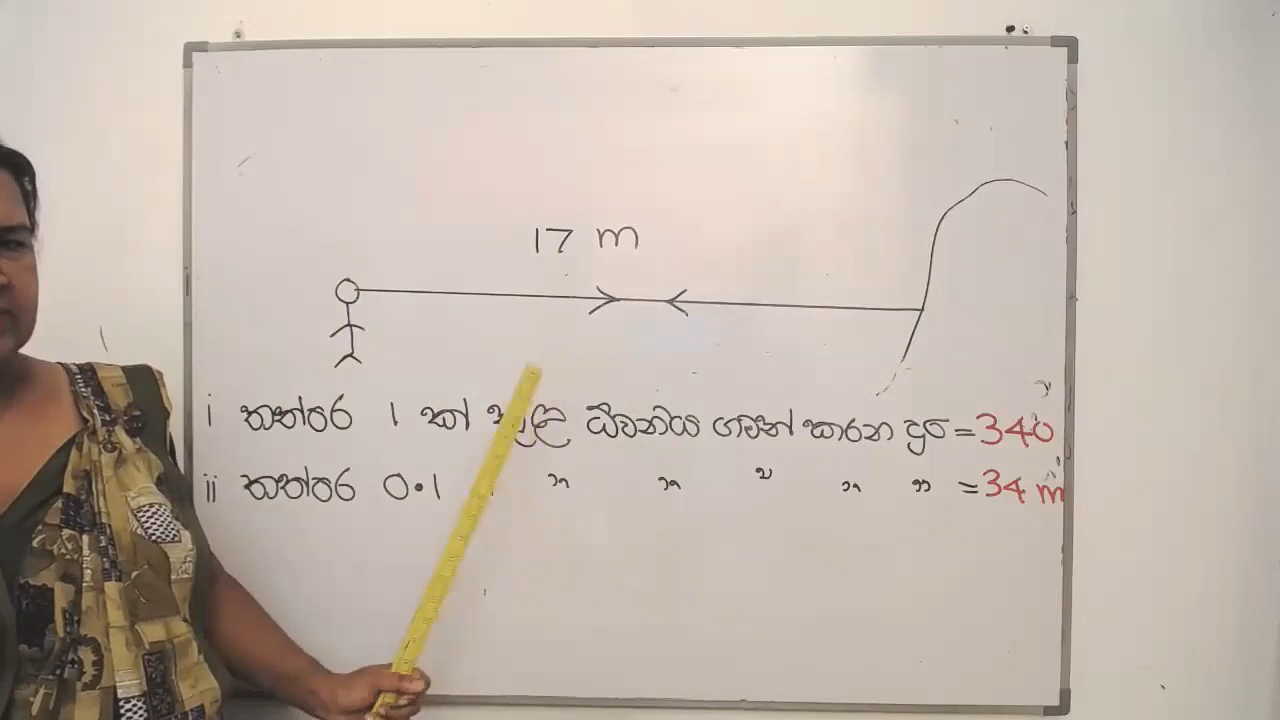 17 m
i තත්පර 1 ක් තුළ ධ්වනිය ගමන් කරන දුර =340
ii තත්පර 0.1 " " " " " =34 m